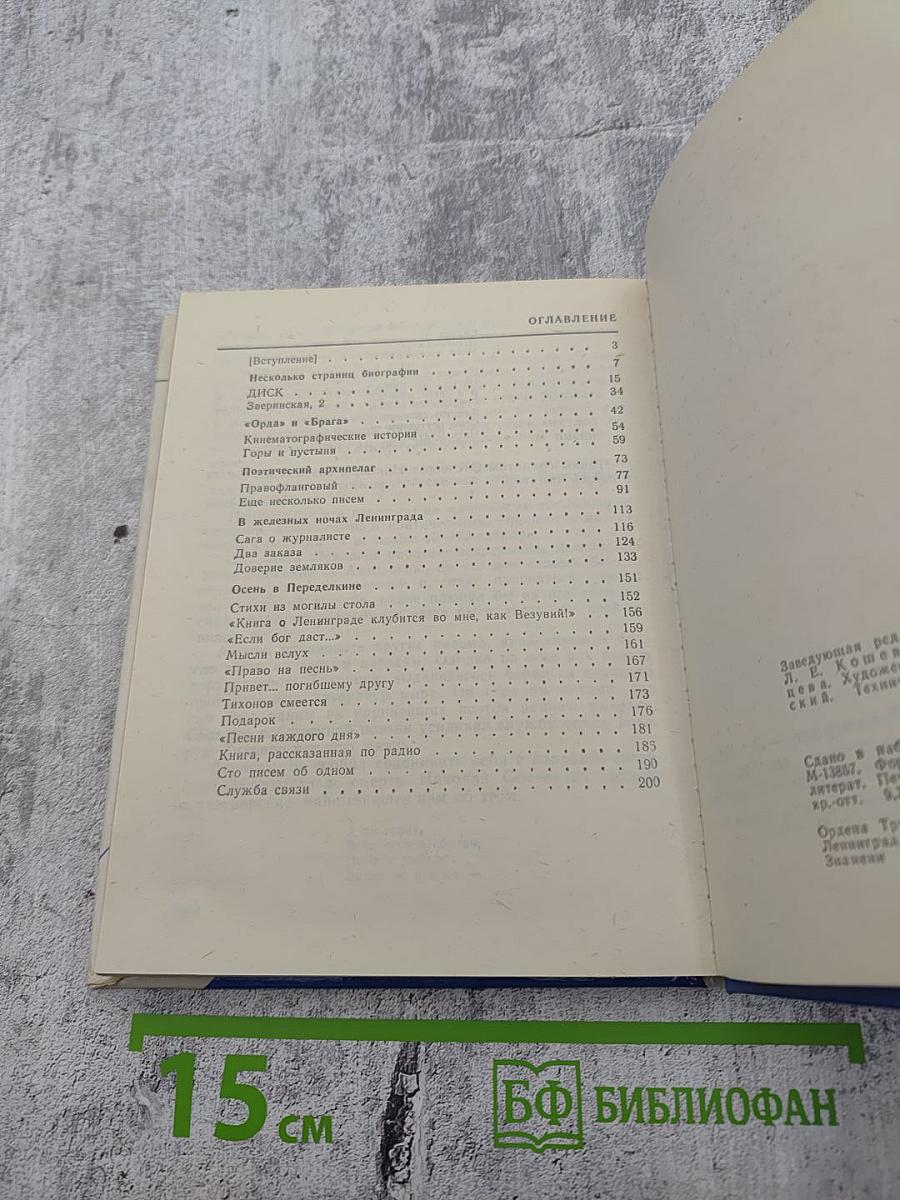 ОГЛАВЛЕНИЕ
[Вступление] . . . . . . . . . . . . . . . . 3
Несколько страниц биографии . . . . . . . . . . 7
ДИСК . . . . . . . . . . . . . . . . 15
Зверинская, 2 . . . . . . . . . . . . . . . . 34
«Орда» и «Брага» . . . . . . . . . . . . . . 42
Кинематографические истории . . . . . . . . . . 54
Горы и пустыня . . . . . . . . . . . . . . 59
Поэтический архипелаг . . . . . . . . . . . . 73
Правофланговый . . . . . . . . . . . . . . 77
Еще несколько писем . . . . . . . . . . . . 91
В железных ночах Ленинграда . . . . . . . . . . 113
Сага о журналисте . . . . . . . . . . . . . . 116
Два заказа . . . . . . . . . . . . . . . . 124
Доверие земляков . . . . . . . . . . . . . . 133
Осень в Переделкине . . . . . . . . . . . . 151
Стихи из могилы стола . . . . . . . . . . . . 152
«Книга о Ленинграде клубится во мне, как Везувий!» . . 156
«Если бог даст...» . . . . . . . . . . . . . . 159
Мысли вслух . . . . . . . . . . . . . . . . 161
«Право на песнь» . . . . . . . . . . . . . . 167
Привет... погибшему другу . . . . . . . . . . . . 171
Тихонов смеется . . . . . . . . . . . . . . 173
Подарок . . . . . . . . . . . . . . . . 176
«Песни каждого дня» . . . . . . . . . . . . 181
Книга, рассказанная по радио . . . . . . . . . . 185
Сто писем об одном . . . . . . . . . . . . . . 190
Служба связи . . . . . . . . . . . . . . . . 200
Заведующая ред
Л. Е. Кошев
цева. Художе
ский. Технич
Сдано в наб
М-13857. Фор
литерат. Пе
кр.-отт. 9,
Ордена Тр
Ленинград
Знамени
15 см
БФ БИБЛИОФАН